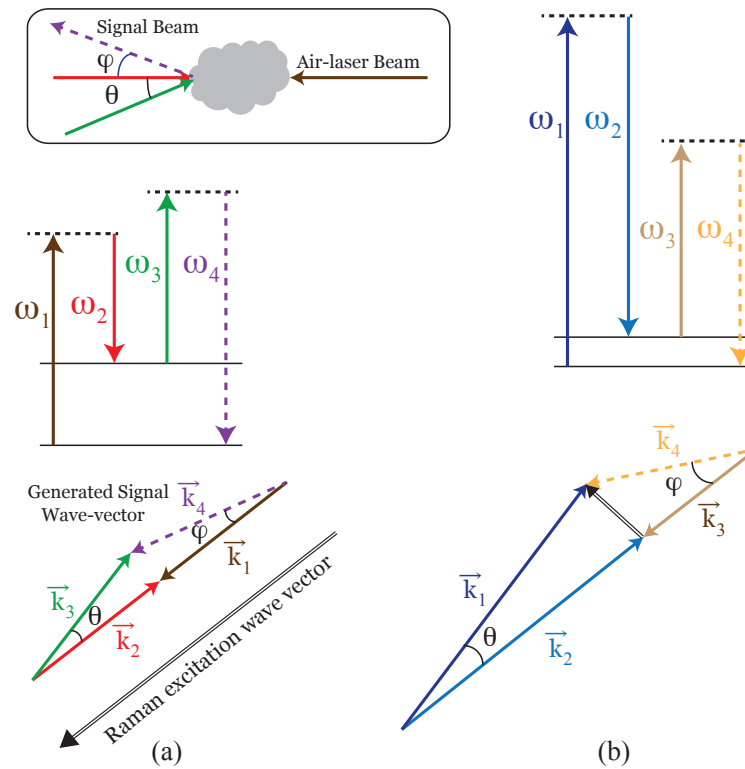 Signal Beam
φ
θ
Air-laser Beam
ω1
ω2
ω3
ω4
ω1
ω2
ω3
ω4
Generated Signal
Wave-vector
k4
φ
k1
k3
θ
k2
Raman excitation wave vector
(a)
k4
φ
k3
k1
θ
k2
(b)